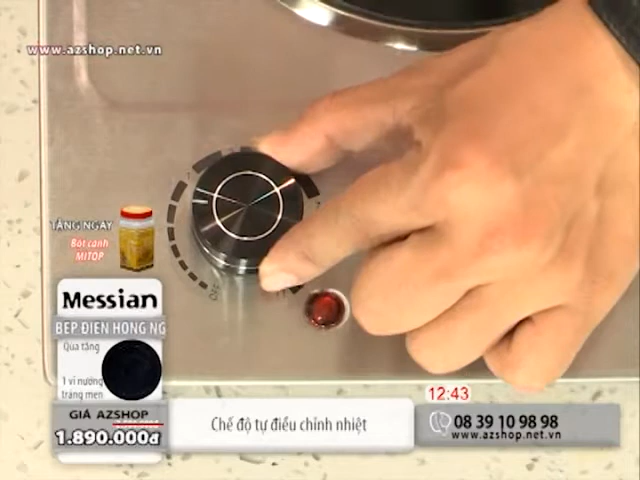 www.azshop.net.vn
TẶNG NGAY
Bột canh
MITOP
Messian
BẾP ĐIỆN HỒNG NG
Quà tặng
1 vỉ nướng
tráng men
GIÁ AZSHOP
1.890.000đ
Chế độ tự điều chỉnh nhiệt
12:43
08 39 10 98 98
www.azshop.net.vn